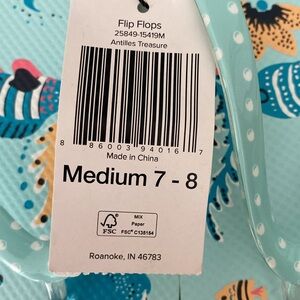 Flip Flops
25849-15419M
Antilles Treasure
8 86003 94016 7
Made in China
Medium 7 - 8
FSC
MIX
Paper
FSC® C138184
Roanoke, IN 46783